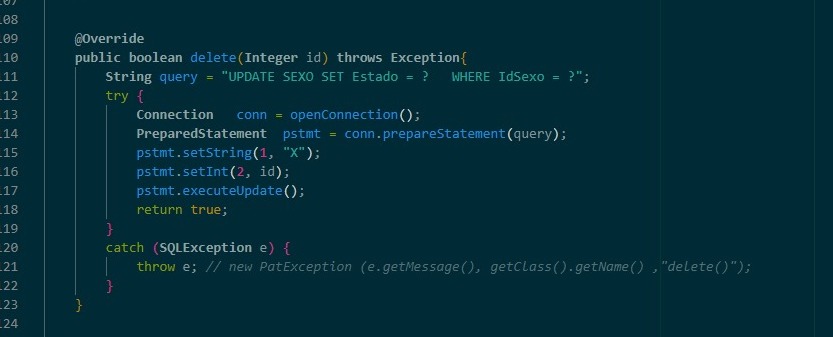 107
108
109 @Override
110 public boolean delete(Integer id) throws Exception{
111 String query = "UPDATE SEXO SET Estado = ?   WHERE IdSexo = ?";
112 try {
113 Connection   conn = openConnection();
114 PreparedStatement  pstmt = conn.prepareStatement(query);
115 pstmt.setString(1, "X");
116 pstmt.setInt(2, id);
117 pstmt.executeUpdate();
118 return true;
119 }
120 catch (SQLException e) {
121 throw e; // new PatException (e.getMessage(), getClass().getName() ,"delete()");
122 }
123 }
124